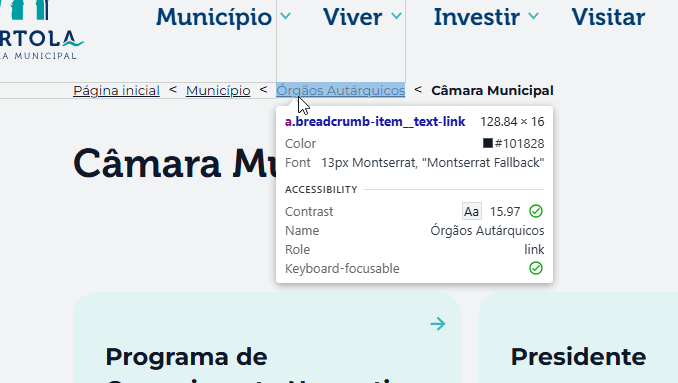 Município Viver Investir Visitar
RTOLA
A MUNICIPAL
Página inicial < Município < Órgãos Autárquicos < Câmara Municipal
a.breadcrumb-item__text-link 128.84 × 16
Color #101828
Font 13px Montserrat, "Montserrat Fallback"
ACCESSIBILITY
Contrast Aa 15.97
Name Órgãos Autárquicos
Role link
Keyboard-focusable
Câmara Mu
Programa de
Presidente